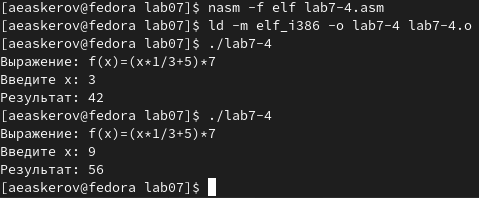 [aeaskerov@fedora lab07]$ nasm -f elf lab7-4.asm
[aeaskerov@fedora lab07]$ ld -m elf_i386 -o lab7-4 lab7-4.o
[aeaskerov@fedora lab07]$ ./lab7-4
Выражение: f(x)=(x*1/3+5)*7
Введите x: 3
Результат: 42
[aeaskerov@fedora lab07]$ ./lab7-4
Выражение: f(x)=(x*1/3+5)*7
Введите x: 9
Результат: 56
[aeaskerov@fedora lab07]$